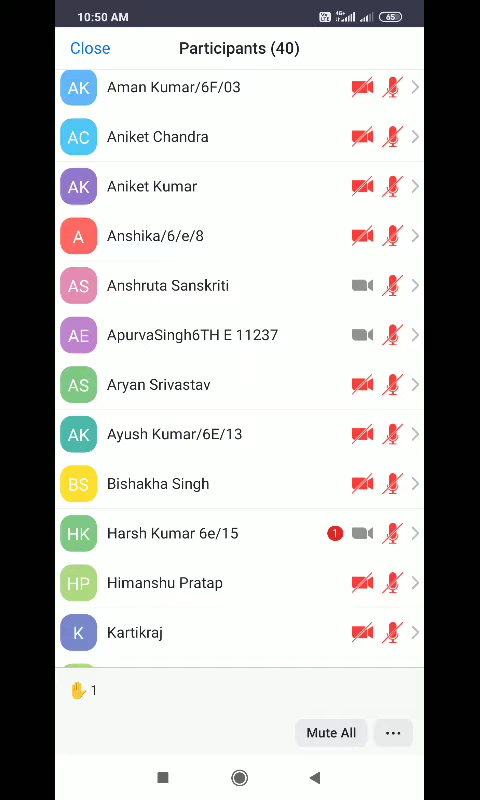 10:50 AM 4G+ 65
Close Participants (40)
AK Aman Kumar/6F/03
AC Aniket Chandra
AK Aniket Kumar
A Anshika/6/e/8
AS Anshruta Sanskriti
AE ApurvaSingh6TH E 11237
AS Aryan Srivastav
AK Ayush Kumar/6E/13
BS Bishakha Singh
HK Harsh Kumar 6e/15 1
HP Himanshu Pratap
K Kartikraj
1
Mute All ...